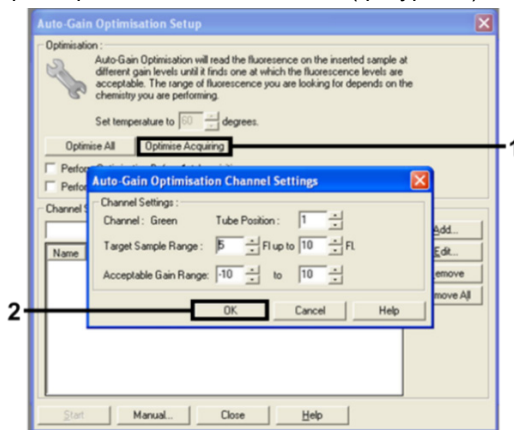 Auto-Gain Optimisation Setup
Optimisation :
Auto-Gain Optimisation will read the fluoresence on the inserted sample at
different gain levels until it finds one at which the fluorescence levels are
acceptable. The range of fluorescence you are looking for depends on the
chemistry you are performing.
Set temperature to 60 degrees.
Optimise All Optimise Acquiring
1
Auto-Gain Optimisation Channel Settings
Channel Settings :
Channel : Green Tube Position : 1
Target Sample Range : 5 Fl up to 10 Fl.
Acceptable Gain Range: -10 to 10
OK Cancel Help
2
Name
Add...
Edit...
Start Manual... Close Help